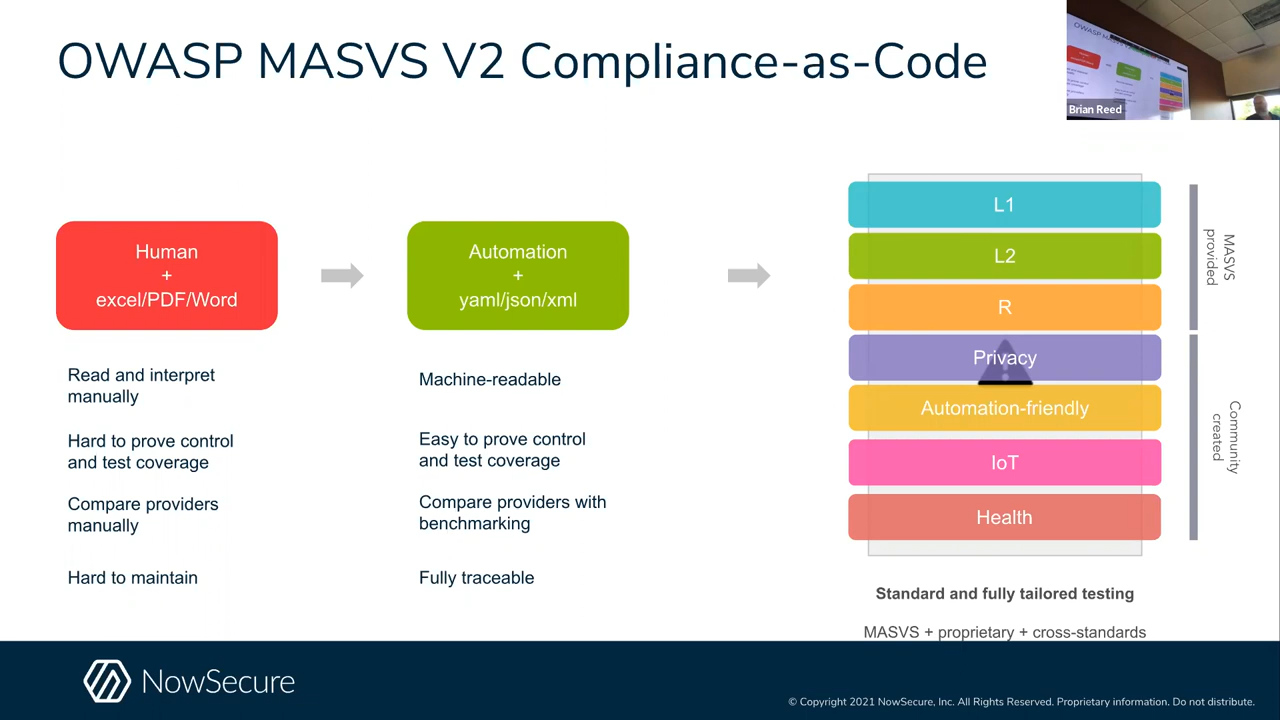 OWASP MASVS V2 Compliance-as-Code
Brian Reed
Human
+
excel/PDF/Word
Read and interpret
manually
Hard to prove control
and test coverage
Compare providers
manually
Hard to maintain
Automation
+
yaml/json/xml
Machine-readable
Easy to prove control
and test coverage
Compare providers with
benchmarking
Fully traceable
L1
L2
R
Privacy
Automation-friendly
IoT
Health
MASVS
provided
Community
created
Standard and fully tailored testing
MASVS + proprietary + cross-standards
NowSecure
© Copyright 2021 NowSecure, Inc. All Rights Reserved. Proprietary information. Do not distribute.